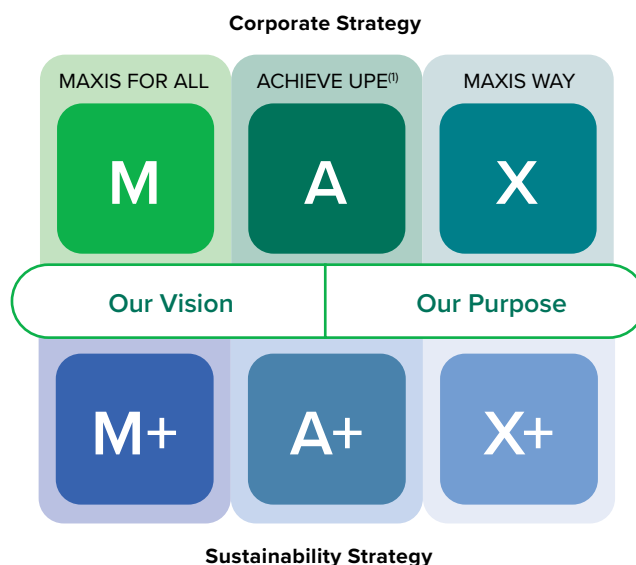 Corporate Strategy
MAXIS FOR ALL ACHIEVE UPE(1) MAXIS WAY
M A X
Our Vision Our Purpose
M+ A+ X+
Sustainability Strategy